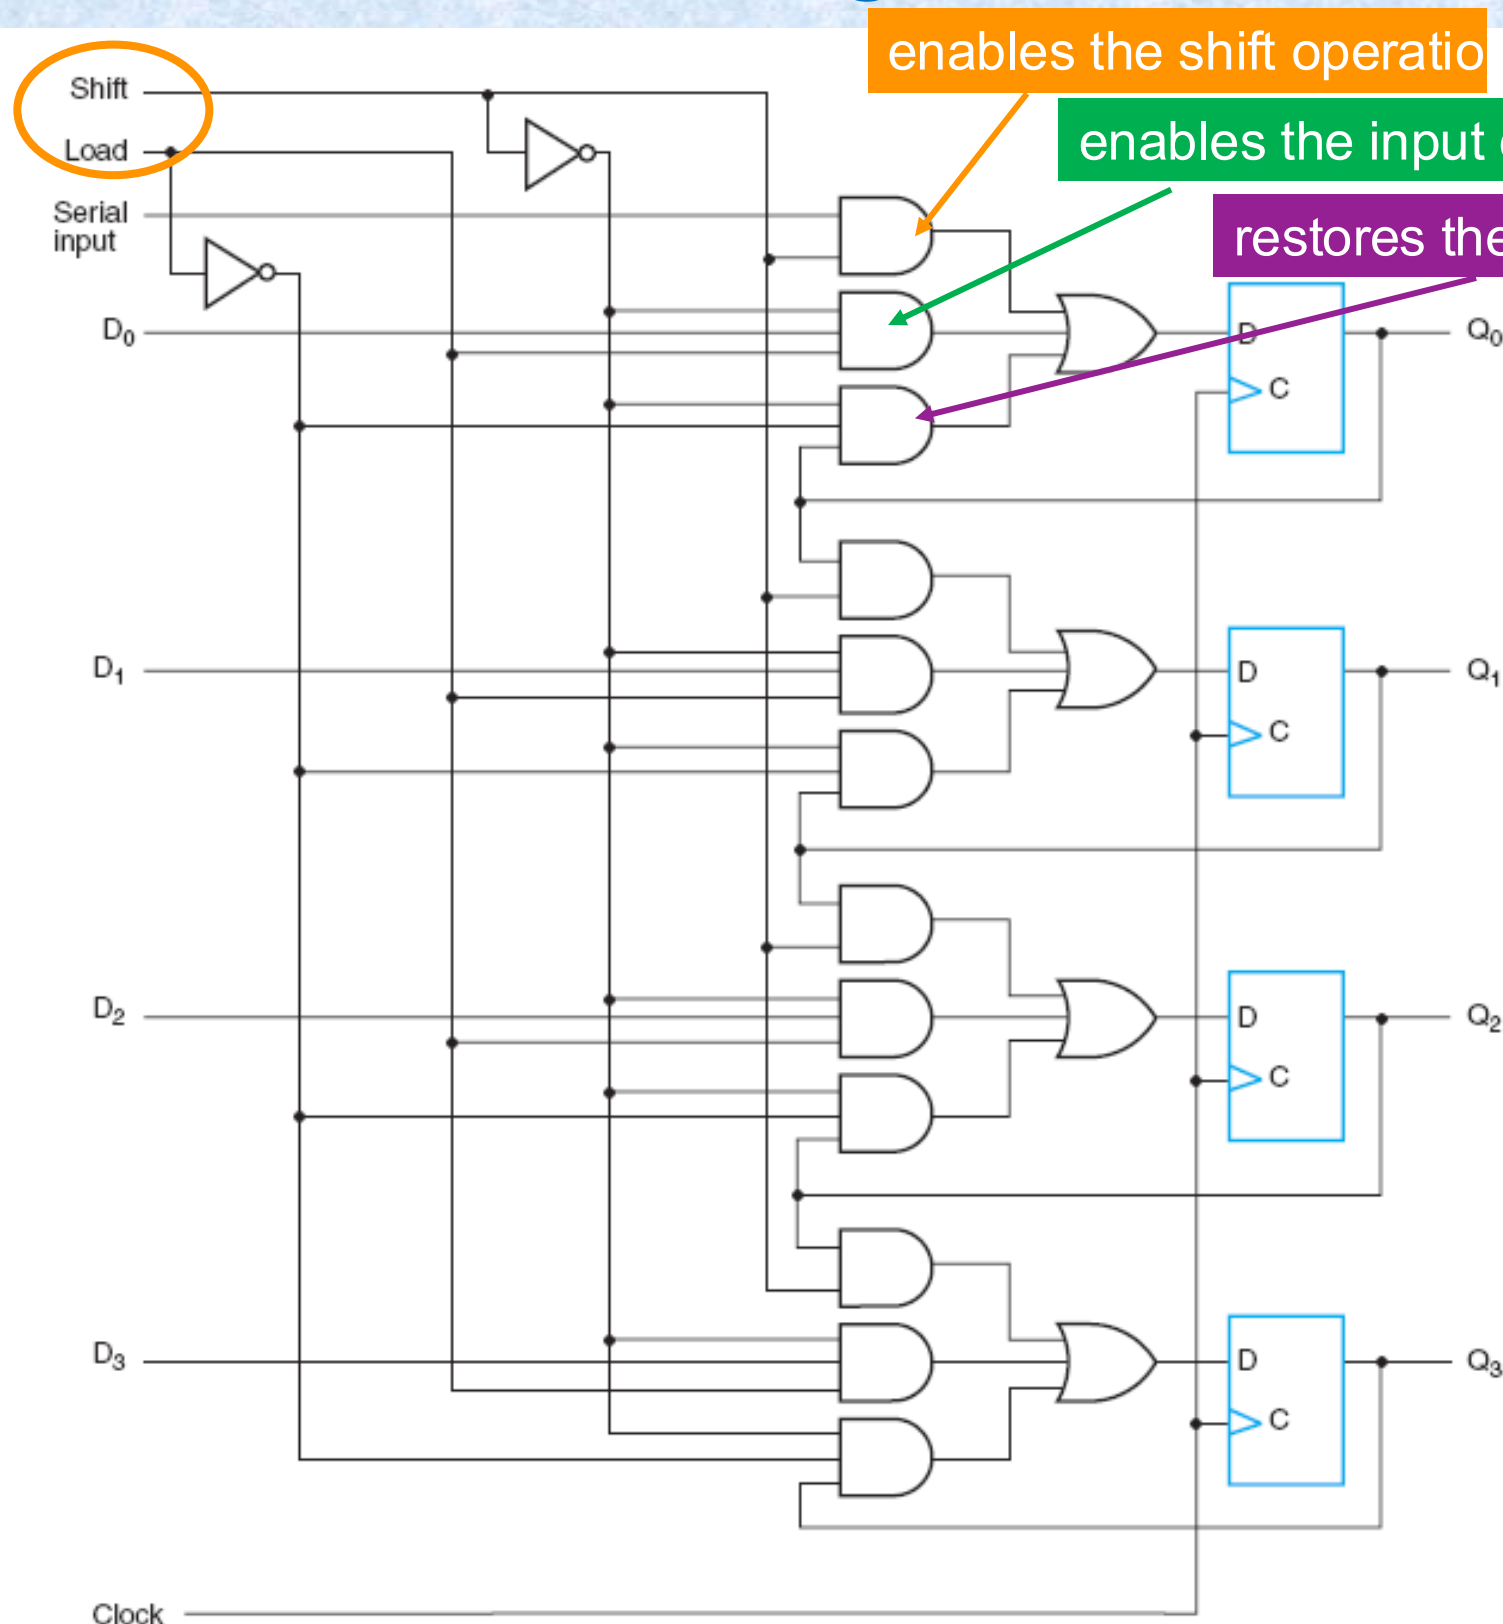 enables the shift operatio
enables the input
restores the
Shift
Load
Serial
input
D0
D C
Q0
D1
D C
Q1
D2
D C
Q2
D3
D C
Q3
Clock